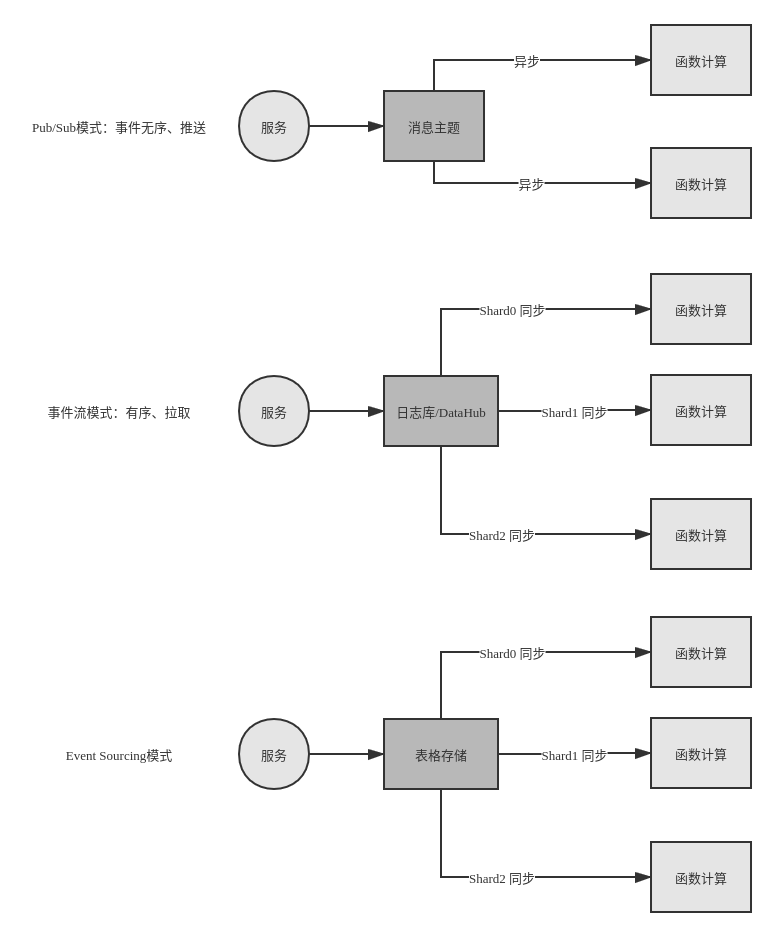 函数计算
异步
Pub/Sub模式：事件无序、推送
服务
消息主题
函数计算
异步
函数计算
Shard0 同步
事件流模式：有序、拉取
服务
日志库/DataHub
Shard1 同步
函数计算
Shard2 同步
函数计算
函数计算
Shard0 同步
Event Sourcing模式
服务
表格存储
Shard1 同步
函数计算
Shard2 同步
函数计算